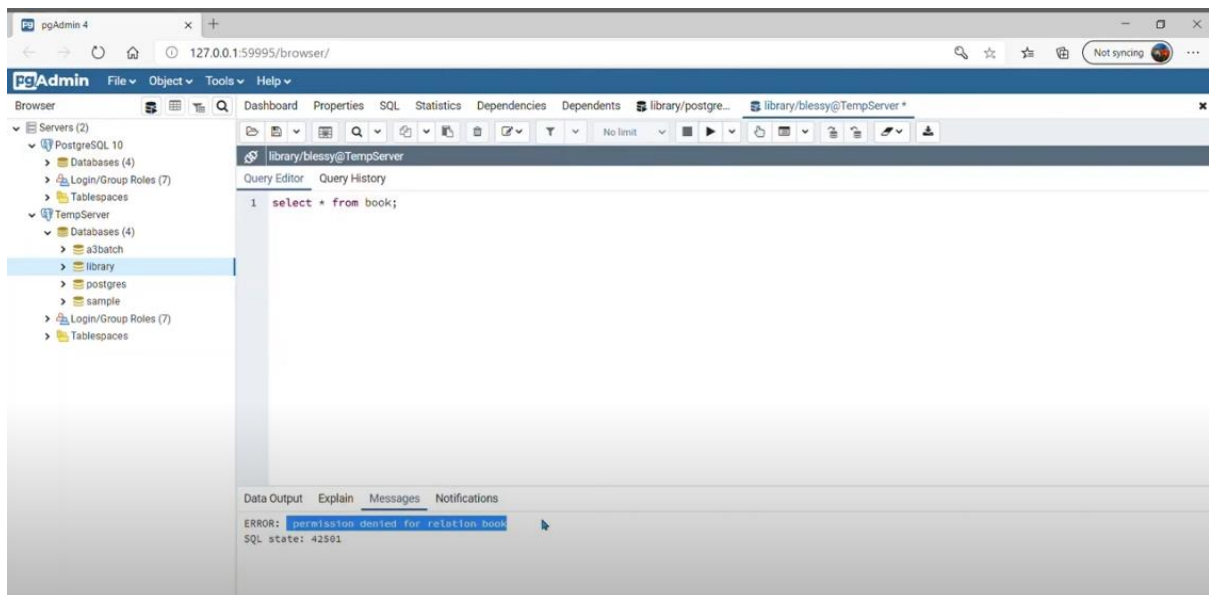 pgAdmin 4
127.0.0.1:59995/browser/
Not syncing
pgAdmin File Object Tools Help
Browser
Dashboard Properties SQL Statistics Dependencies Dependents library/postgre... library/blessy@TempServer *
Servers (2)
PostgreSQL 10
Databases (4)
Login/Group Roles (7)
Tablespaces
TempServer
Databases (4)
a3batch
library
postgres
sample
Login/Group Roles (7)
Tablespaces
No limit
library/blessy@TempServer
Query Editor Query History
1 select * from book;
Data Output Explain Messages Notifications
ERROR: permission denied for relation book
SQL state: 42501